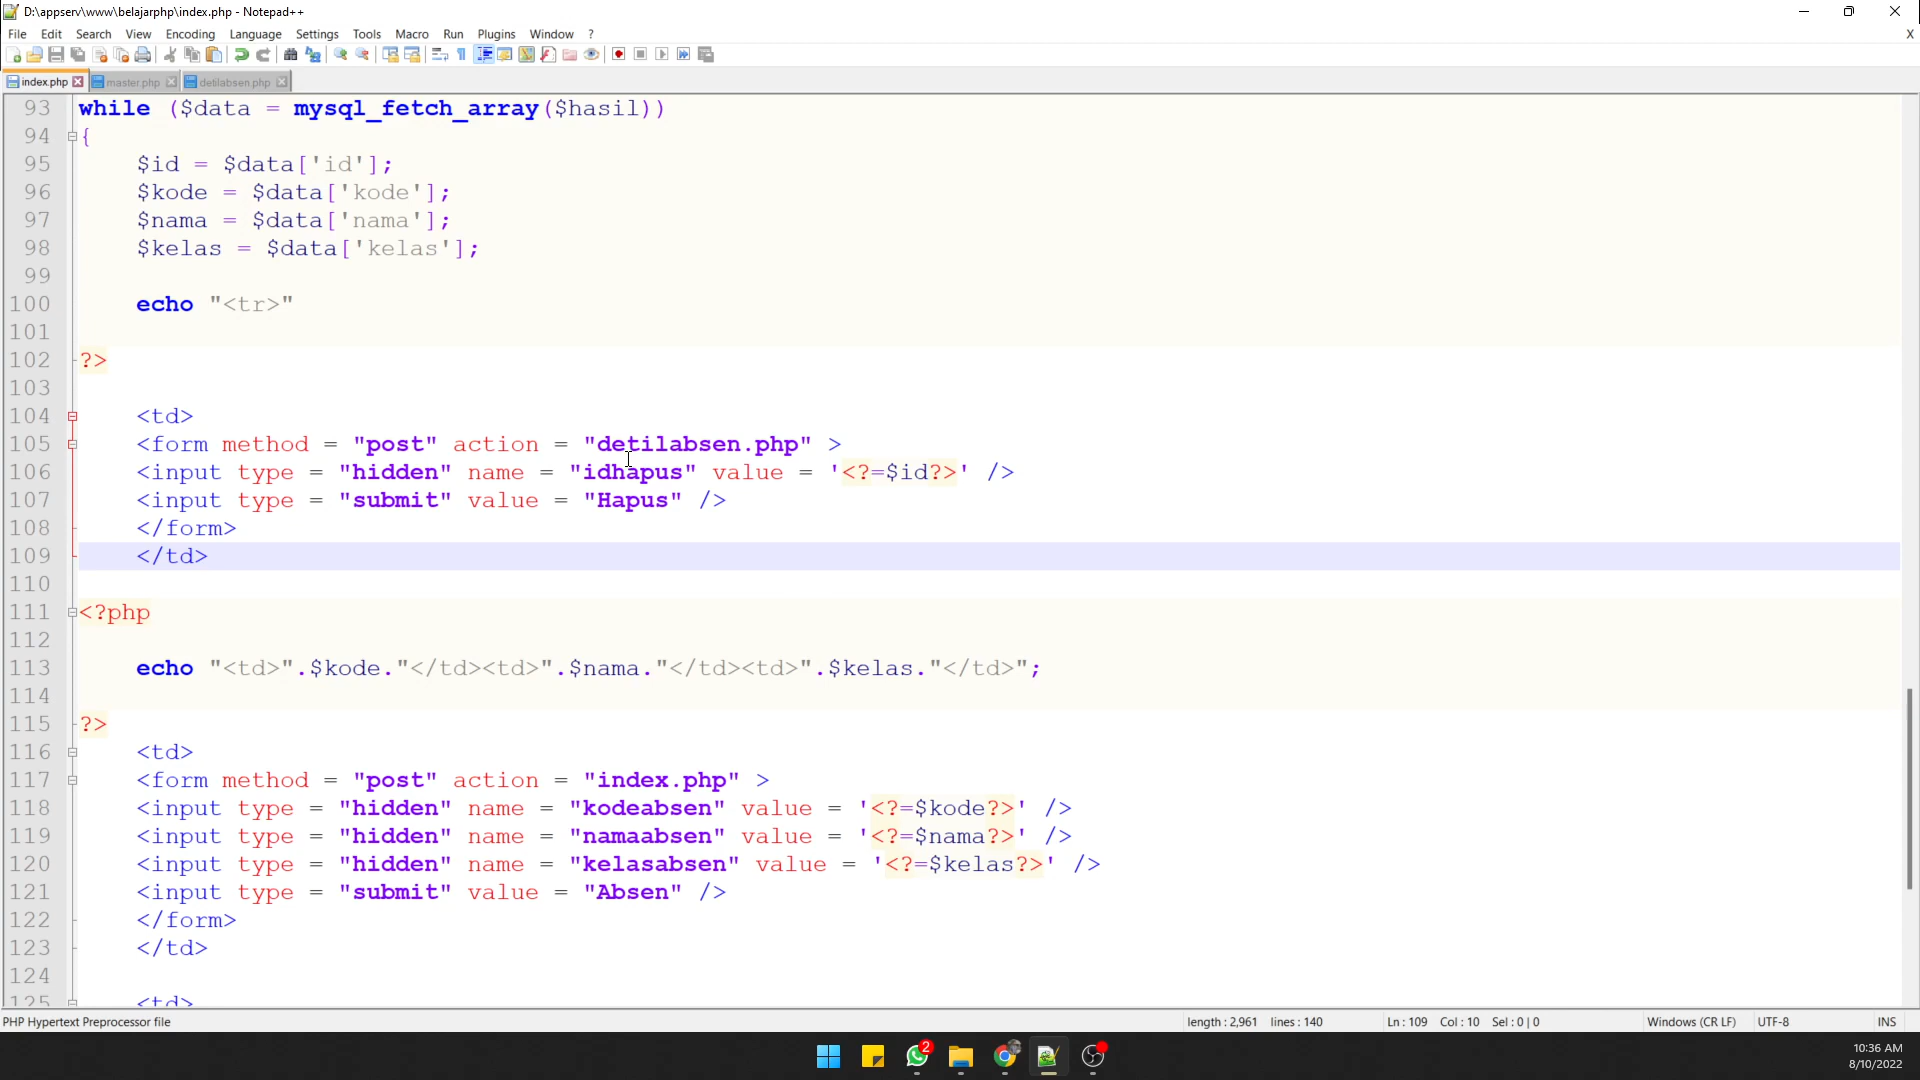 D:\appserv\www\belajarphp\index.php - Notepad++
File Edit Search View Encoding Language Settings Tools Macro Run Plugins Window ? X
index.php master.php detilabsen.php
93 while ($data = mysql_fetch_array($hasil))
94 {
95 $id = $data['id'];
96 $kode = $data['kode'];
97 $nama = $data['nama'];
98 $kelas = $data['kelas'];
99
100 echo "<tr>"
101
102 ?>
103
104 <td>
105 <form method = "post" action = "detilabsen.php" >
106 <input type = "hidden" name = "idhapus" value = '<?=$id?>' />
107 <input type = "submit" value = "Hapus" />
108 </form>
109 </td>
110
111 <?php
112
113 echo "<td>".$kode."</td><td>".$nama."</td><td>".$kelas."</td>";
114
115 ?>
116 <td>
117 <form method = "post" action = "index.php" >
118 <input type = "hidden" name = "kodeabsen" value = '<?=$kode?>' />
119 <input type = "hidden" name = "namaabsen" value = '<?=$nama?>' />
120 <input type = "hidden" name = "kelasabsen" value = '<?=$kelas?>' />
121 <input type = "submit" value = "Absen" />
122 </form>
123 </td>
124
125 <td>
PHP Hypertext Preprocessor file length : 2,961 lines : 140 Ln : 109 Col : 10 Sel : 0 | 0 Windows (CR LF) UTF-8 INS
2
10:36 AM
8/10/2022